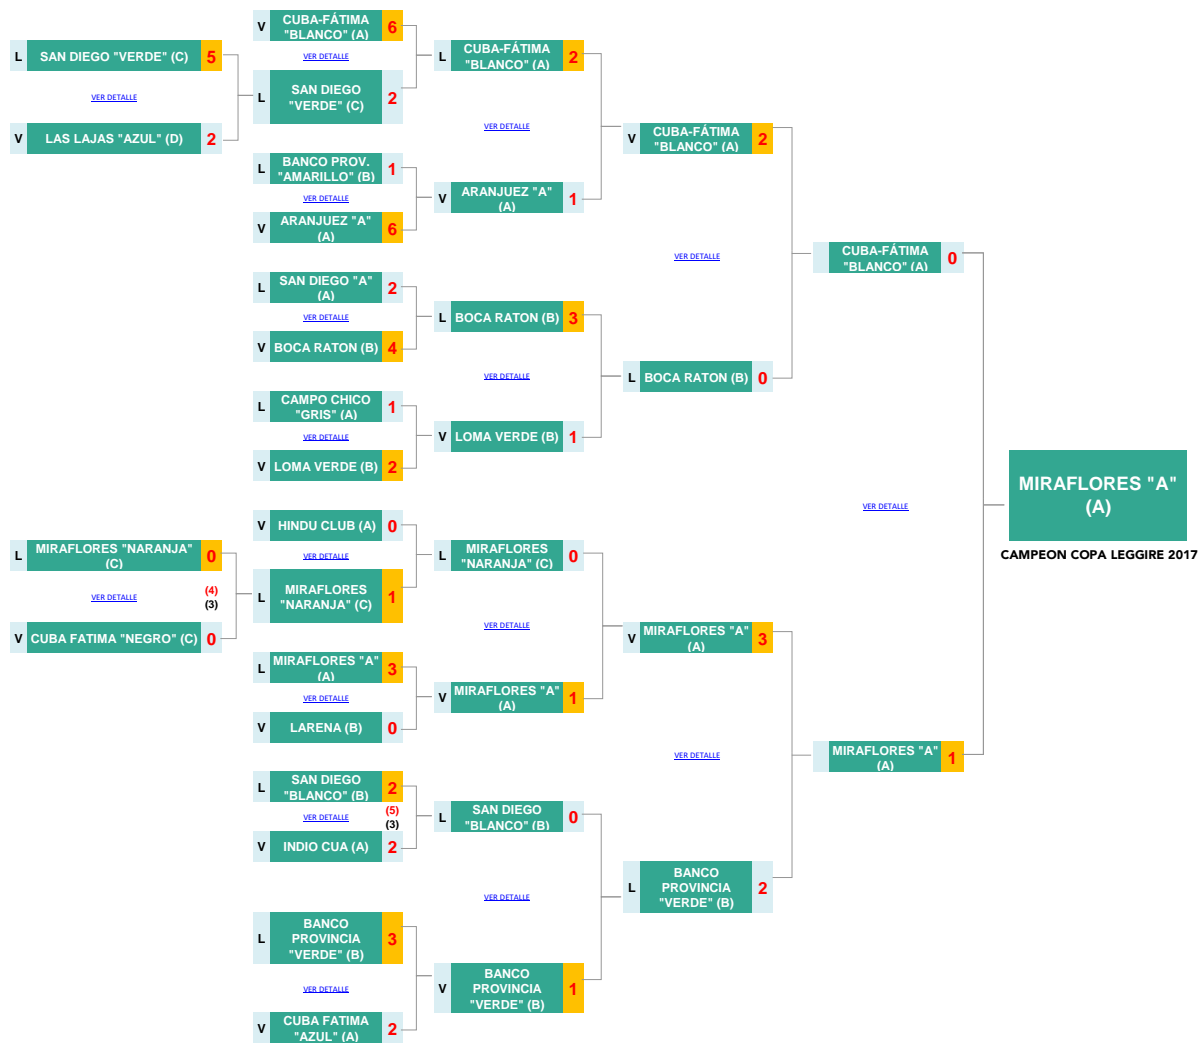 L SAN DIEGO "VERDE" (C) 5
VER DETALLE
V LAS LAJAS "AZUL" (D) 2
L MIRAFLORES "NARANJA"
(C) 0
VER DETALLE (4)
(3)
V CUBA FATIMA "NEGRO" (C) 0
V CUBA-FÁTIMA
"BLANCO" (A) 6
VER DETALLE
L SAN DIEGO
"VERDE" (C) 2
L BANCO PROV.
"AMARILLO" (B) 1
VER DETALLE
V ARANJUEZ "A"
(A) 6
L SAN DIEGO "A"
(A) 2
VER DETALLE
V BOCA RATON (B) 4
L CAMPO CHICO
"GRIS" (A) 1
VER DETALLE
V LOMA VERDE (B) 2
V HINDU CLUB (A) 0
VER DETALLE
L MIRAFLORES
"NARANJA" (C) 1
L MIRAFLORES "A"
(A) 3
VER DETALLE
V LARENA (B) 0
L SAN DIEGO
"BLANCO" (B) 2
VER DETALLE (5)
(3)
V INDIO CUA (A) 2
L BANCO
PROVINCIA
"VERDE" (B) 3
VER DETALLE
V CUBA FATIMA
"AZUL" (A) 2
L CUBA-FÁTIMA
"BLANCO" (A) 2
VER DETALLE
V ARANJUEZ "A"
(A) 1
L BOCA RATON (B) 3
VER DETALLE
V LOMA VERDE (B) 1
L MIRAFLORES
"NARANJA" (C) 0
VER DETALLE
V MIRAFLORES "A"
(A) 1
L SAN DIEGO
"BLANCO" (B) 0
VER DETALLE
V BANCO
PROVINCIA
"VERDE" (B) 1
V CUBA-FÁTIMA
"BLANCO" (A) 2
VER DETALLE
L BOCA RATON (B) 0
V MIRAFLORES "A"
(A) 3
VER DETALLE
L BANCO
PROVINCIA
"VERDE" (B) 2
CUBA-FÁTIMA
"BLANCO" (A) 0
VER DETALLE
MIRAFLORES "A"
(A) 1
MIRAFLORES "A"
(A)
CAMPEON COPA LEGGIRE 2017